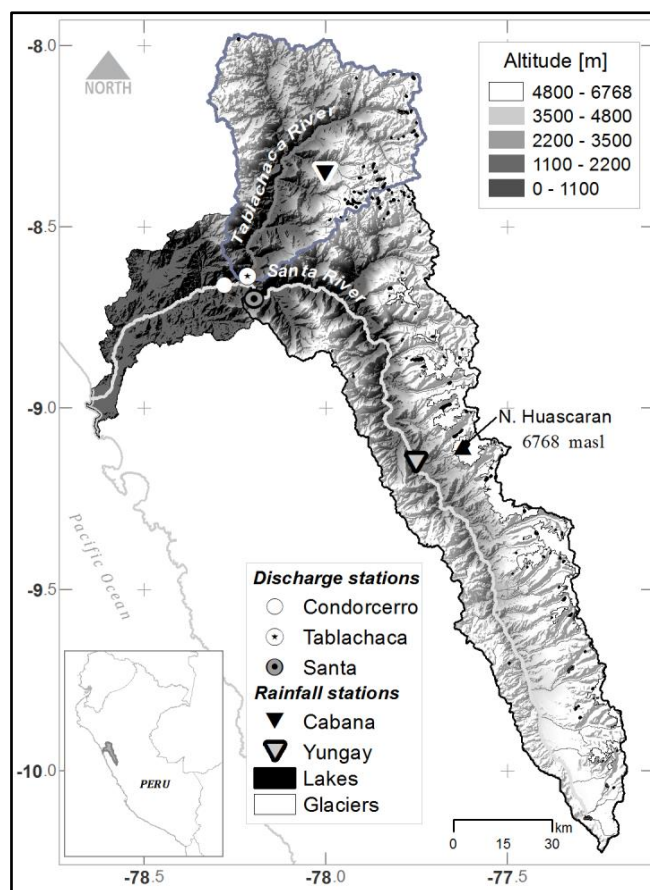 -8.0
-8.5
-9.0
-9.5
-10.0
NORTH
Altitude [m]
4800 - 6768
3500 - 4800
2200 - 3500
1100 - 2200
0 - 1100
Tablachaca River
Santa River
N. Huascaran
6768 masl
Pacific Ocean
Discharge stations
Condorcerro
Tablachaca
Santa
Rainfall stations
Cabana
Yungay
Lakes
Glaciers
PERU
km
0 15 30
-78.5
-78.0
-77.5